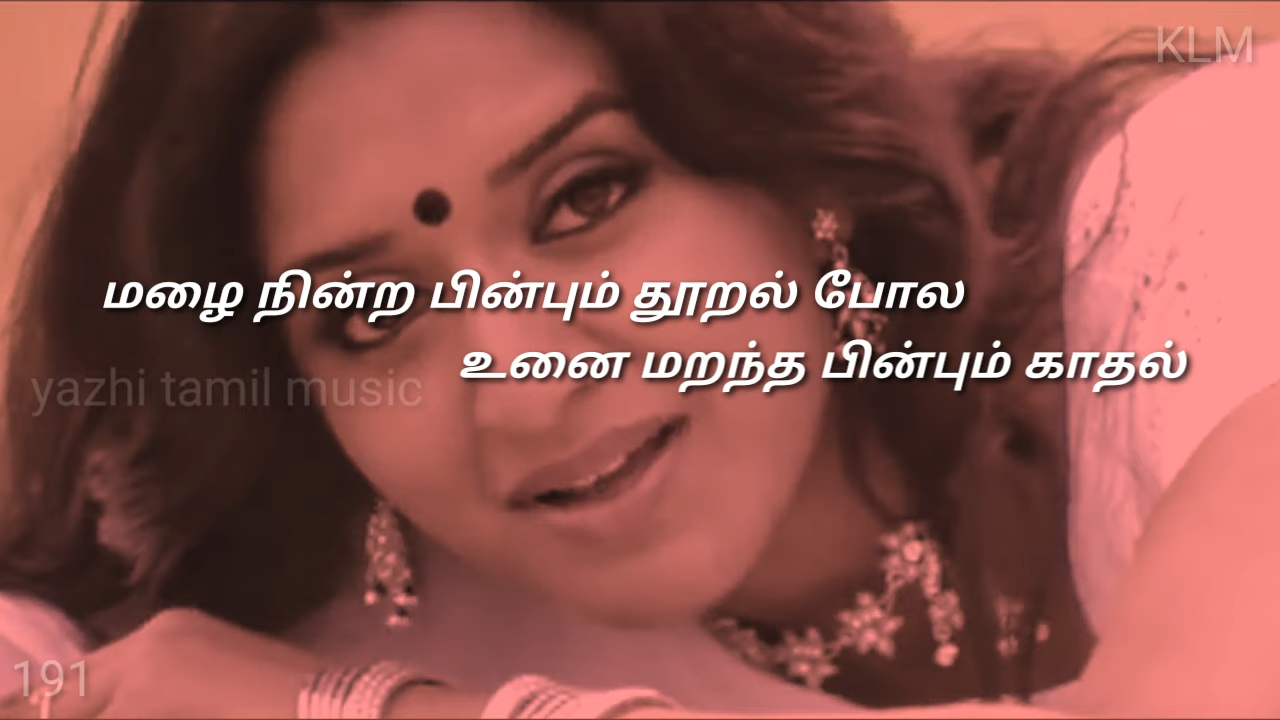 KLM
மழை நின்ற பின்பும் தூறல் போல
உனை மறந்த பின்பும் காதல்
yazhi tamil music
191